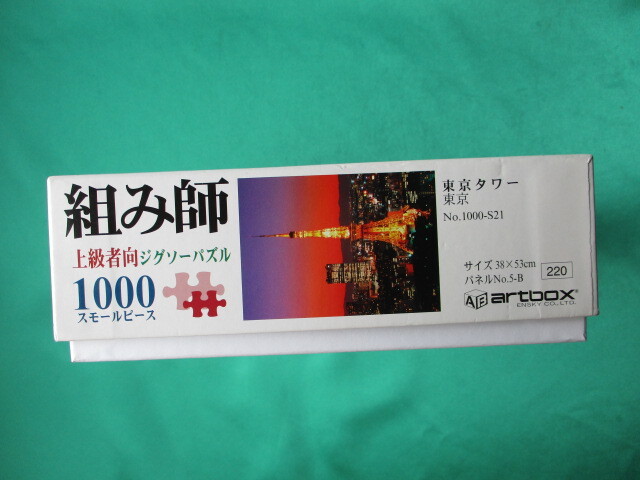 組み師
上級者向ジグソーパズル
1000
スモールピース
東京タワー
東京
No.1000-S21
サイズ 38×53cm
パネルNo.5-B
220
artbox
ENSKY CO., LTD.